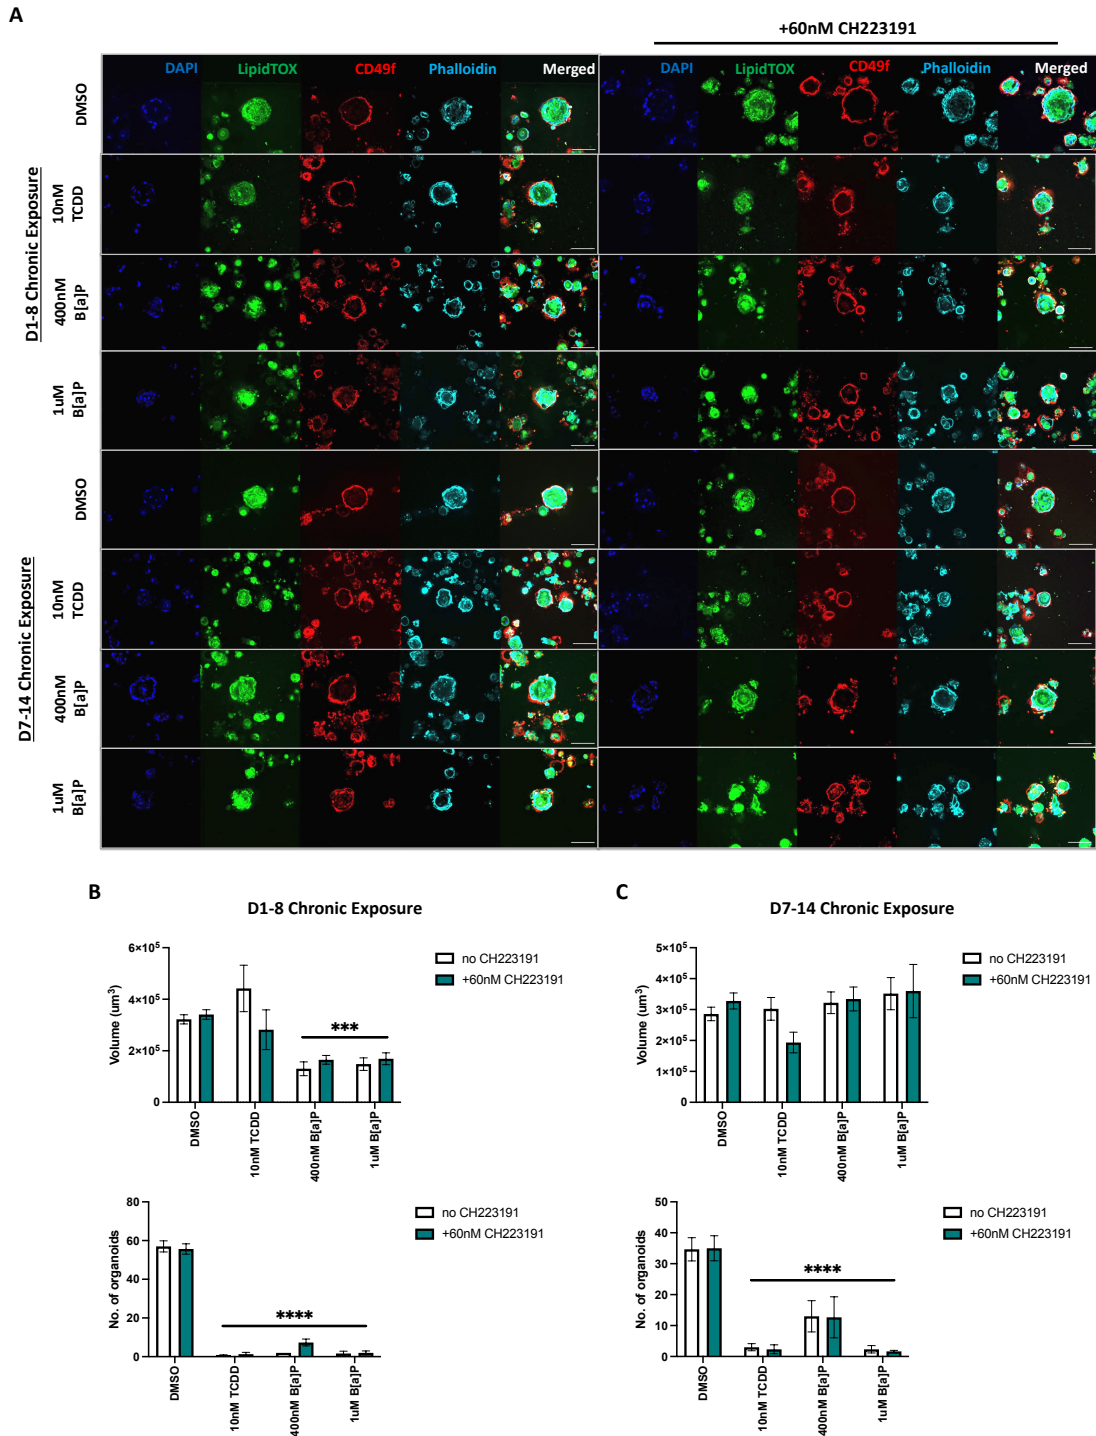 A
+60nM CH223191
DAPI LipidTOX CD49f Phalloidin Merged
DAPI LipidTOX CD49f Phalloidin Merged
D1-8 Chronic Exposure
DMSO
10nM
TCDD
400nM
B[a]P
1uM
B[a]P
D7-14 Chronic Exposure
DMSO
10nM
TCDD
400nM
B[a]P
1uM
B[a]P
B
D1-8 Chronic Exposure
Volume (um³)
6×10⁵
4×10⁵
2×10⁵
0
***
no CH223191
+60nM CH223191
DMSO
10nM TCDD
400nM B[a]P
1uM B[a]P
No. of organoids
80
60
40
20
0
****
no CH223191
+60nM CH223191
DMSO
10nM TCDD
400nM B[a]P
1uM B[a]P
C
D7-14 Chronic Exposure
Volume (um³)
5×10⁵
4×10⁵
3×10⁵
2×10⁵
1×10⁵
0
no CH223191
+60nM CH223191
DMSO
10nM TCDD
400nM B[a]P
1uM B[a]P
No. of organoids
50
40
30
20
10
0
****
no CH223191
+60nM CH223191
DMSO
10nM TCDD
400nM B[a]P
1uM B[a]P